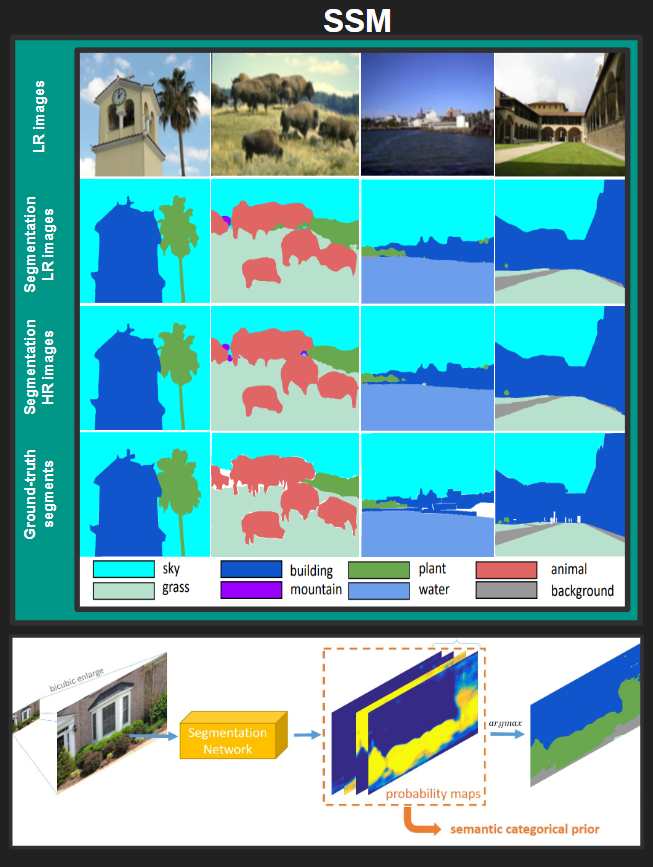 SSM
LR images
Segmentation
LR images
Segmentation
HR images
Ground-truth
segments
sky
building
plant
animal
grass
mountain
water
background
bicubic enlarge
Segmentation
Network
argmax
probability maps
semantic categorical prior